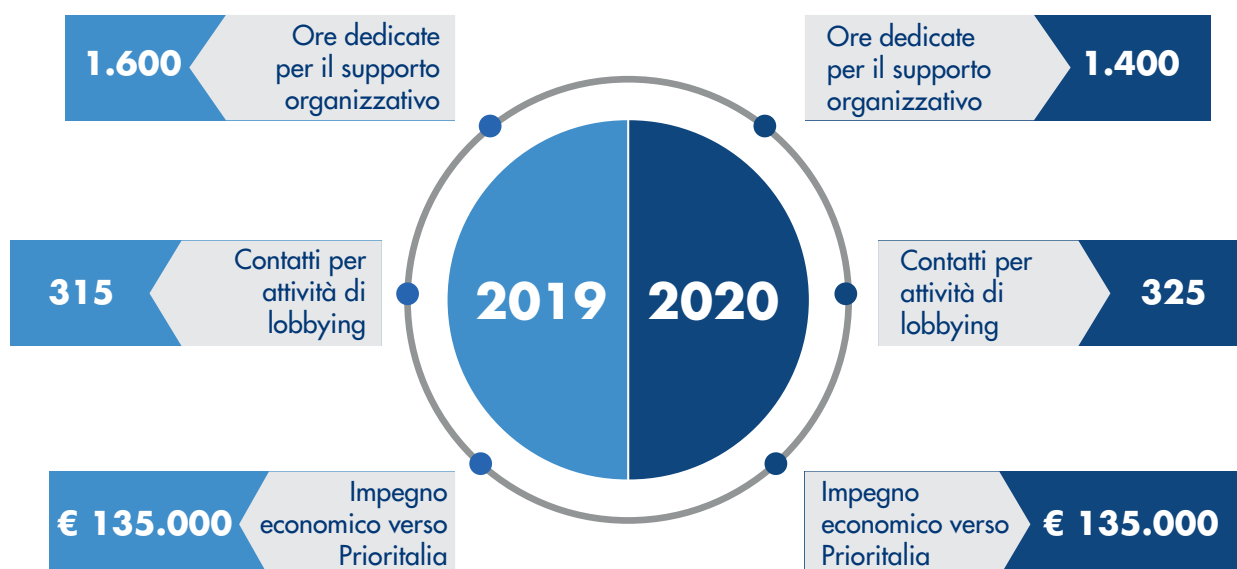 1.600
Ore dedicate
per il supporto
organizzativo
315
Contatti per
attività di
lobbying
€ 135.000
Impegno
economico verso
Prioritalia
2019
2020
Ore dedicate
per il supporto
organizzativo
1.400
Contatti per
attività di
lobbying
325
Impegno
economico verso
Prioritalia
€ 135.000